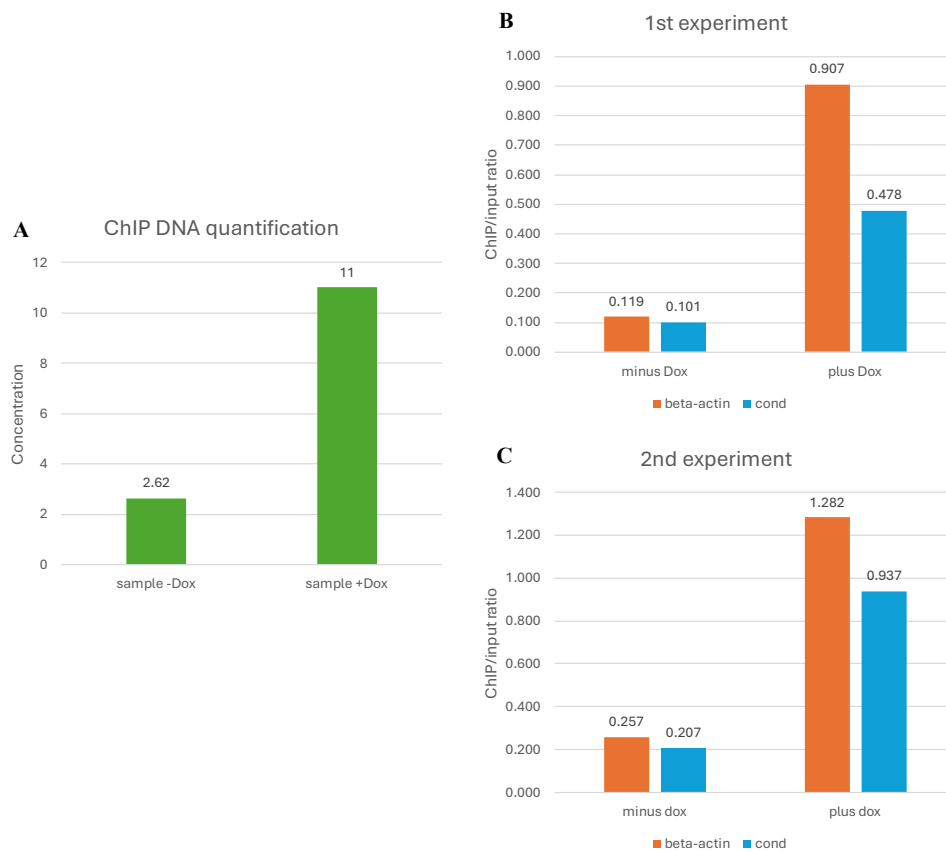 A
ChIP DNA quantification
Concentration
12
10
8
6
4
2
0
2.62
11
sample -Dox
sample +Dox
B
1st experiment
ChIP/input ratio
1.000
0.900
0.800
0.700
0.600
0.500
0.400
0.300
0.200
0.100
0.000
0.119
0.101
0.907
0.478
minus Dox
plus Dox
beta-actin
cond
C
2nd experiment
ChIP/input ratio
1.400
1.200
1.000
0.800
0.600
0.400
0.200
0.000
0.257
0.207
1.282
0.937
minus dox
plus dox
beta-actin
cond